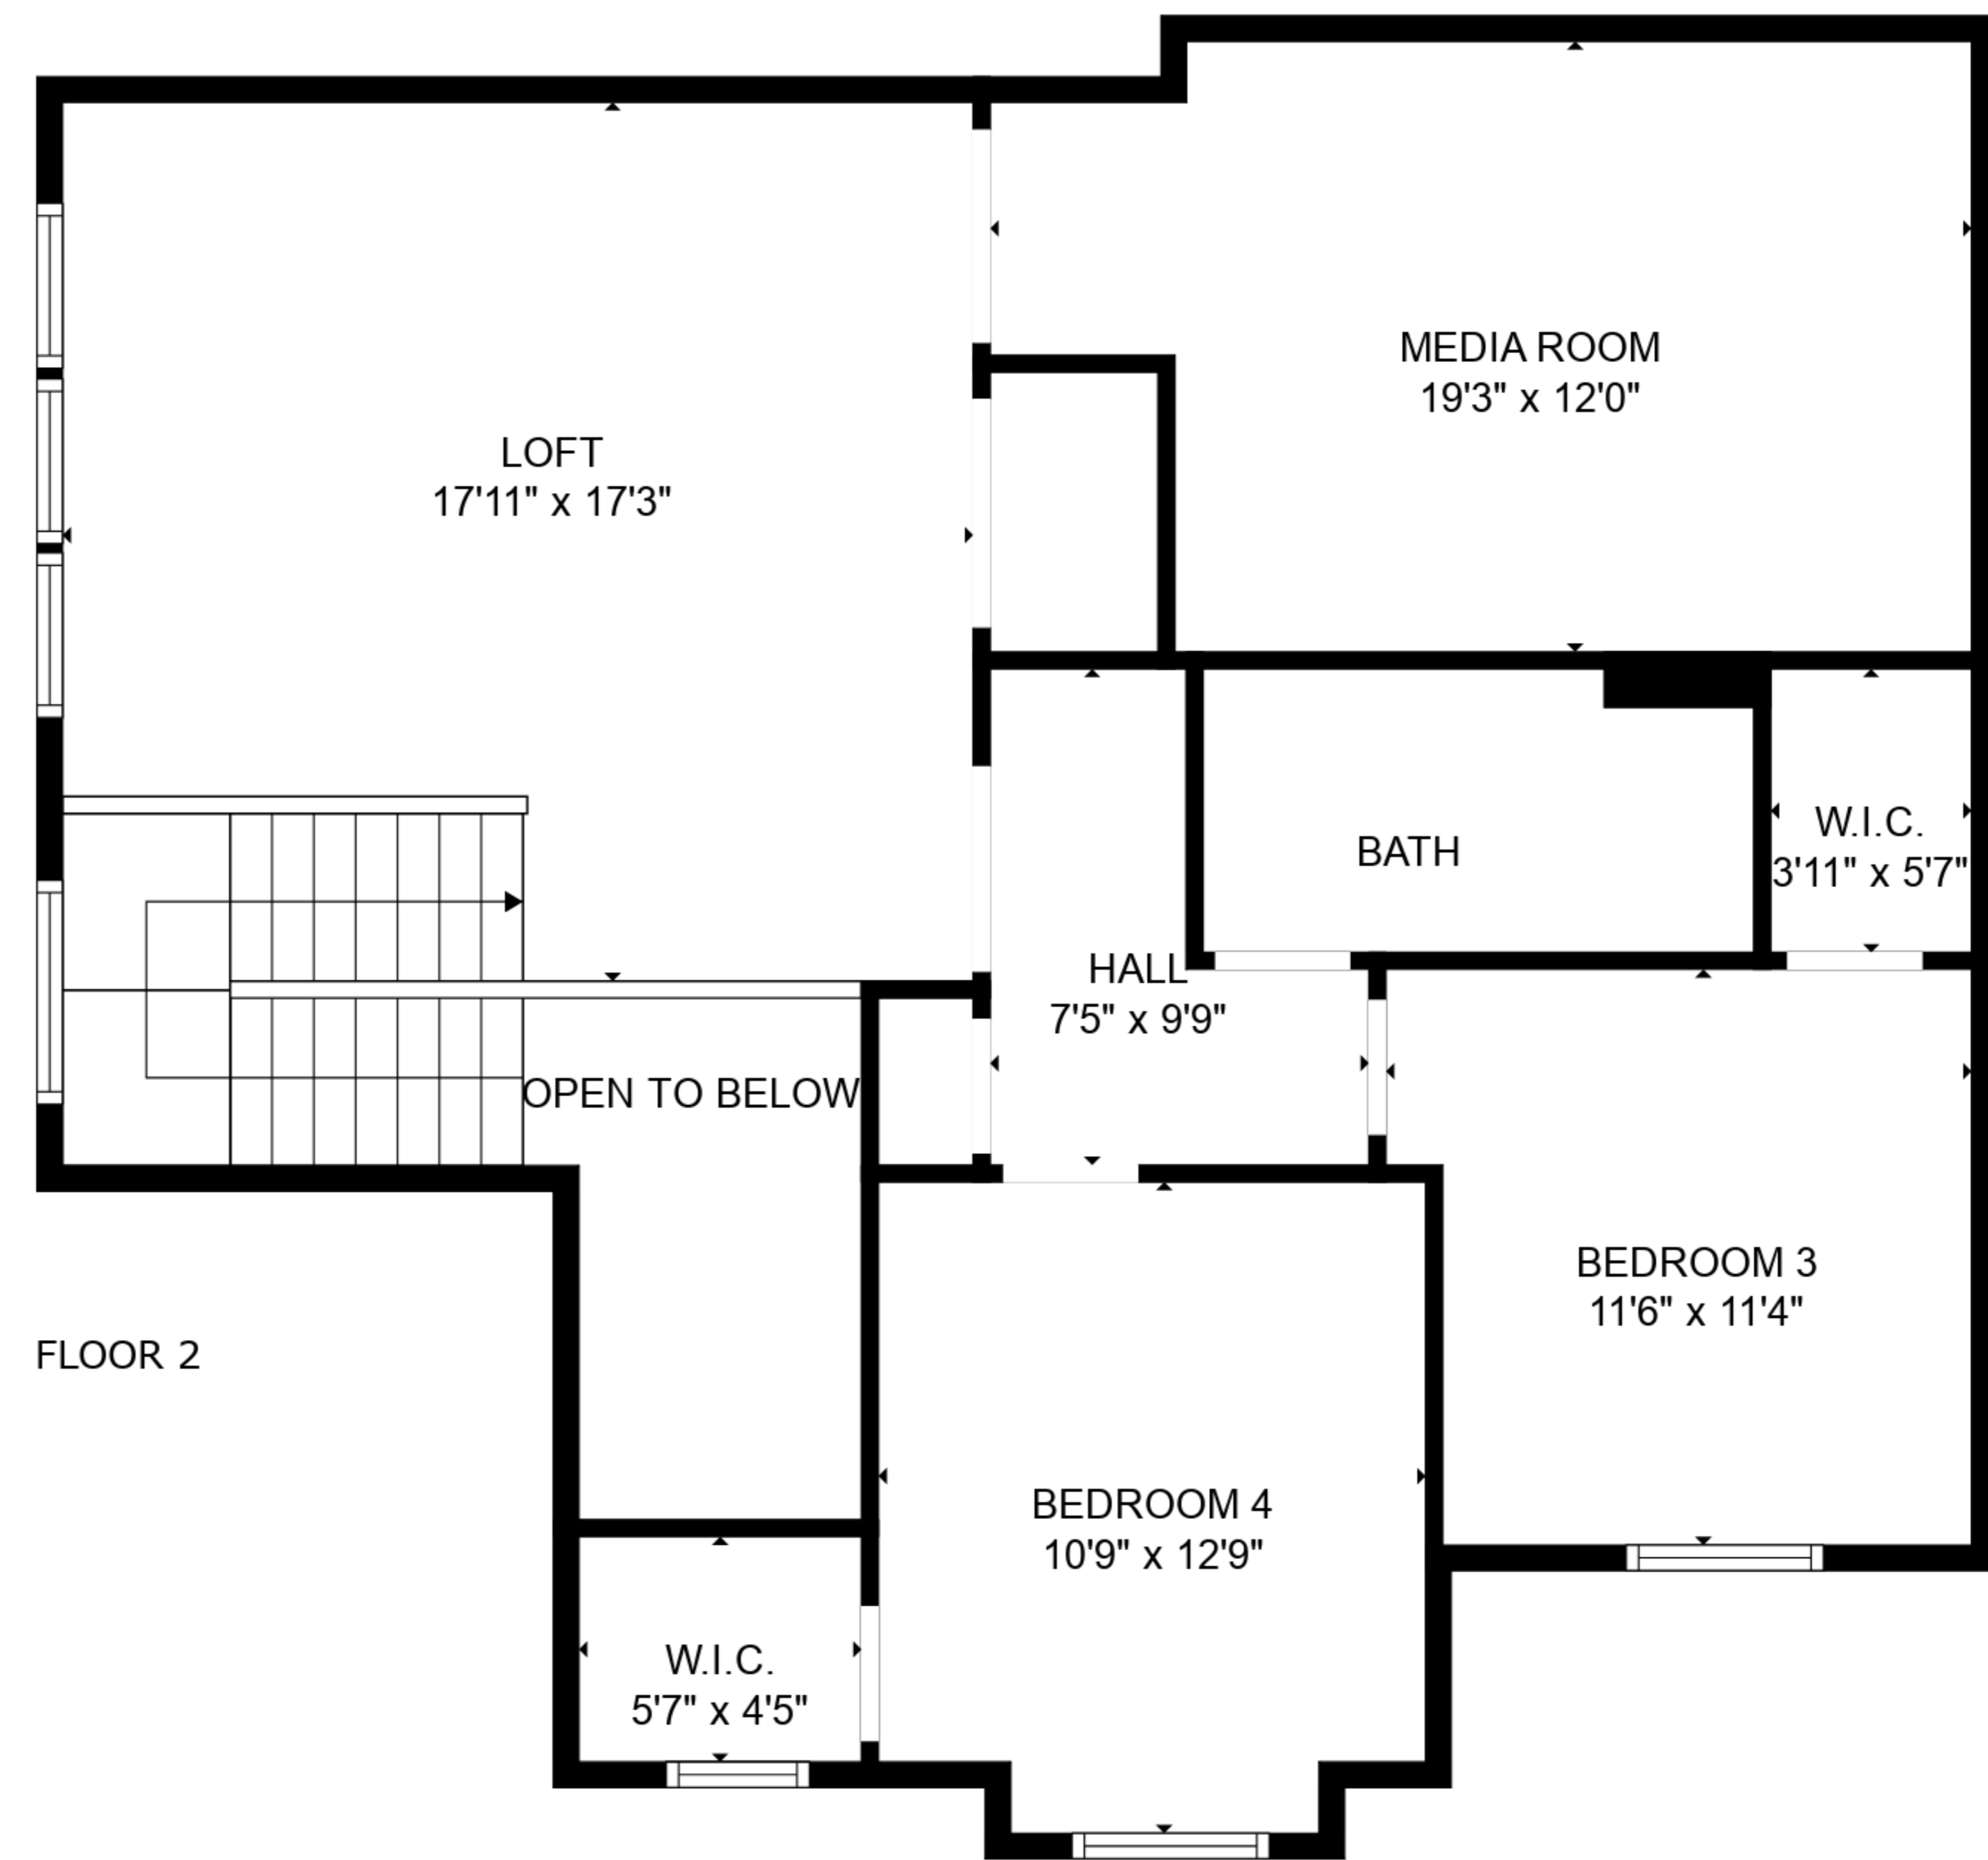 MEDIA ROOM
19'3" x 12'0"
LOFT
17'11" x 17'3"
W.I.C.
3'11" x 5'7"
BATH
HALL
7'5" x 9'9"
OPEN TO BELOW
BEDROOM 3
11'6" x 11'4"
FLOOR 2
BEDROOM 4
10'9" x 12'9"
W.I.C.
5'7" x 4'5"